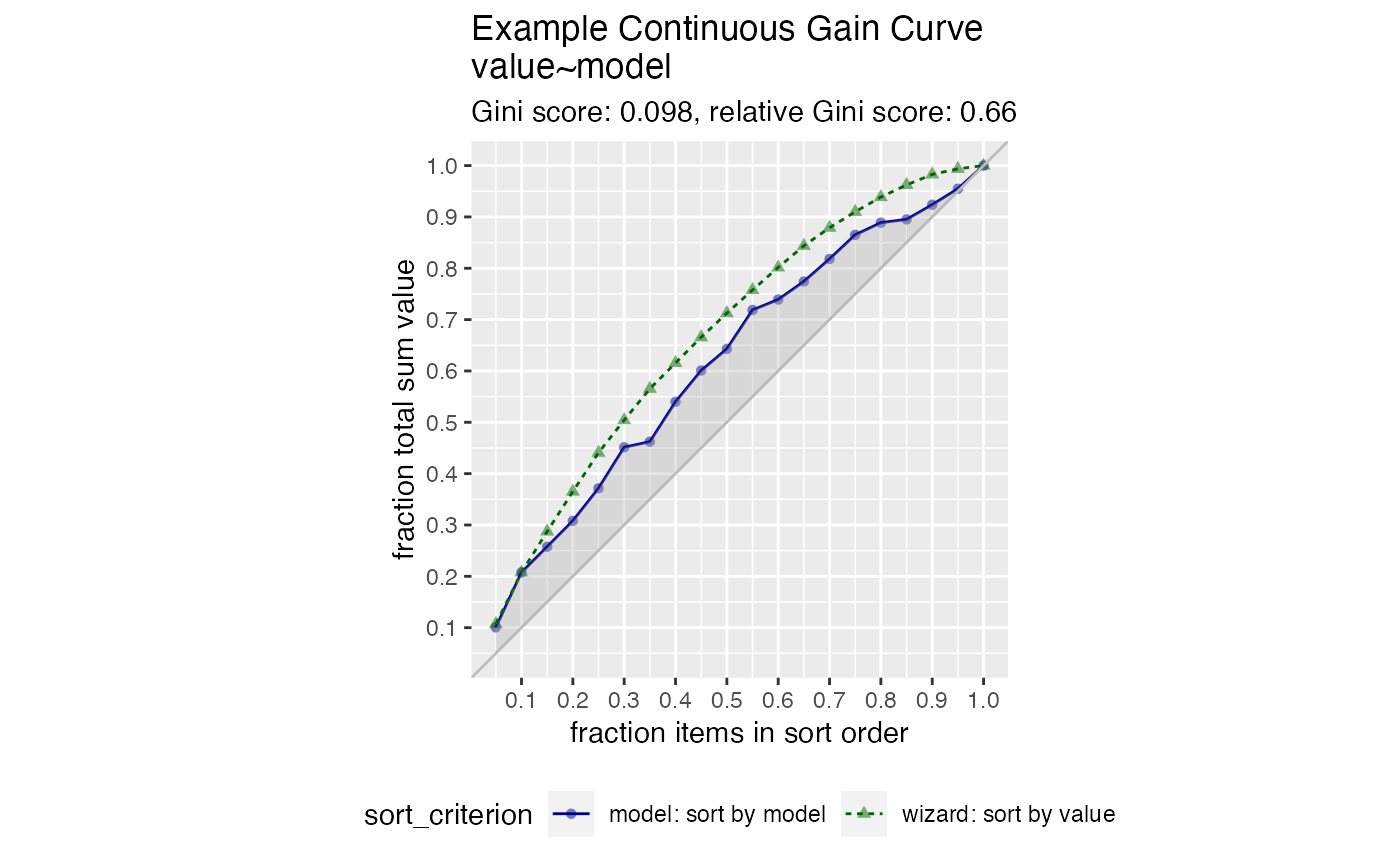 Example Continuous Gain Curve
value~model
Gini score: 0.098, relative Gini score: 0.66
fraction total sum value
1.0
0.9
0.8
0.7
0.6
0.5
0.4
0.3
0.2
0.1
0.1 0.2 0.3 0.4 0.5 0.6 0.7 0.8 0.9 1.0
fraction items in sort order
sort_criterion model: sort by model wizard: sort by value